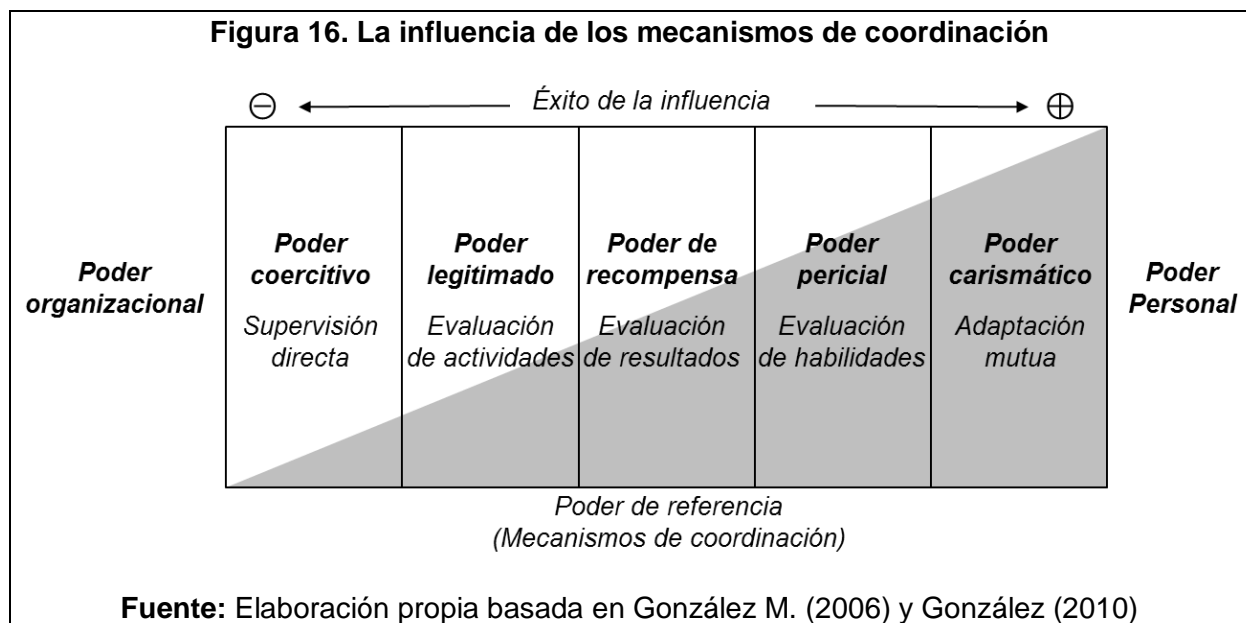 Figura 16. La influencia de los mecanismos de coordinación
⊖ Éxito de la influencia ⊕
Poder
organizacional
Poder
coercitivo
Supervisión
directa
Poder
legitimado
Evaluación
de actividades
Poder de
recompensa
Evaluación
de resultados
Poder
pericial
Evaluación
de habilidades
Poder
carismático
Adaptación
mutua
Poder
Personal
Poder de referencia
(Mecanismos de coordinación)
Fuente: Elaboración propia basada en González M. (2006) y González (2010)